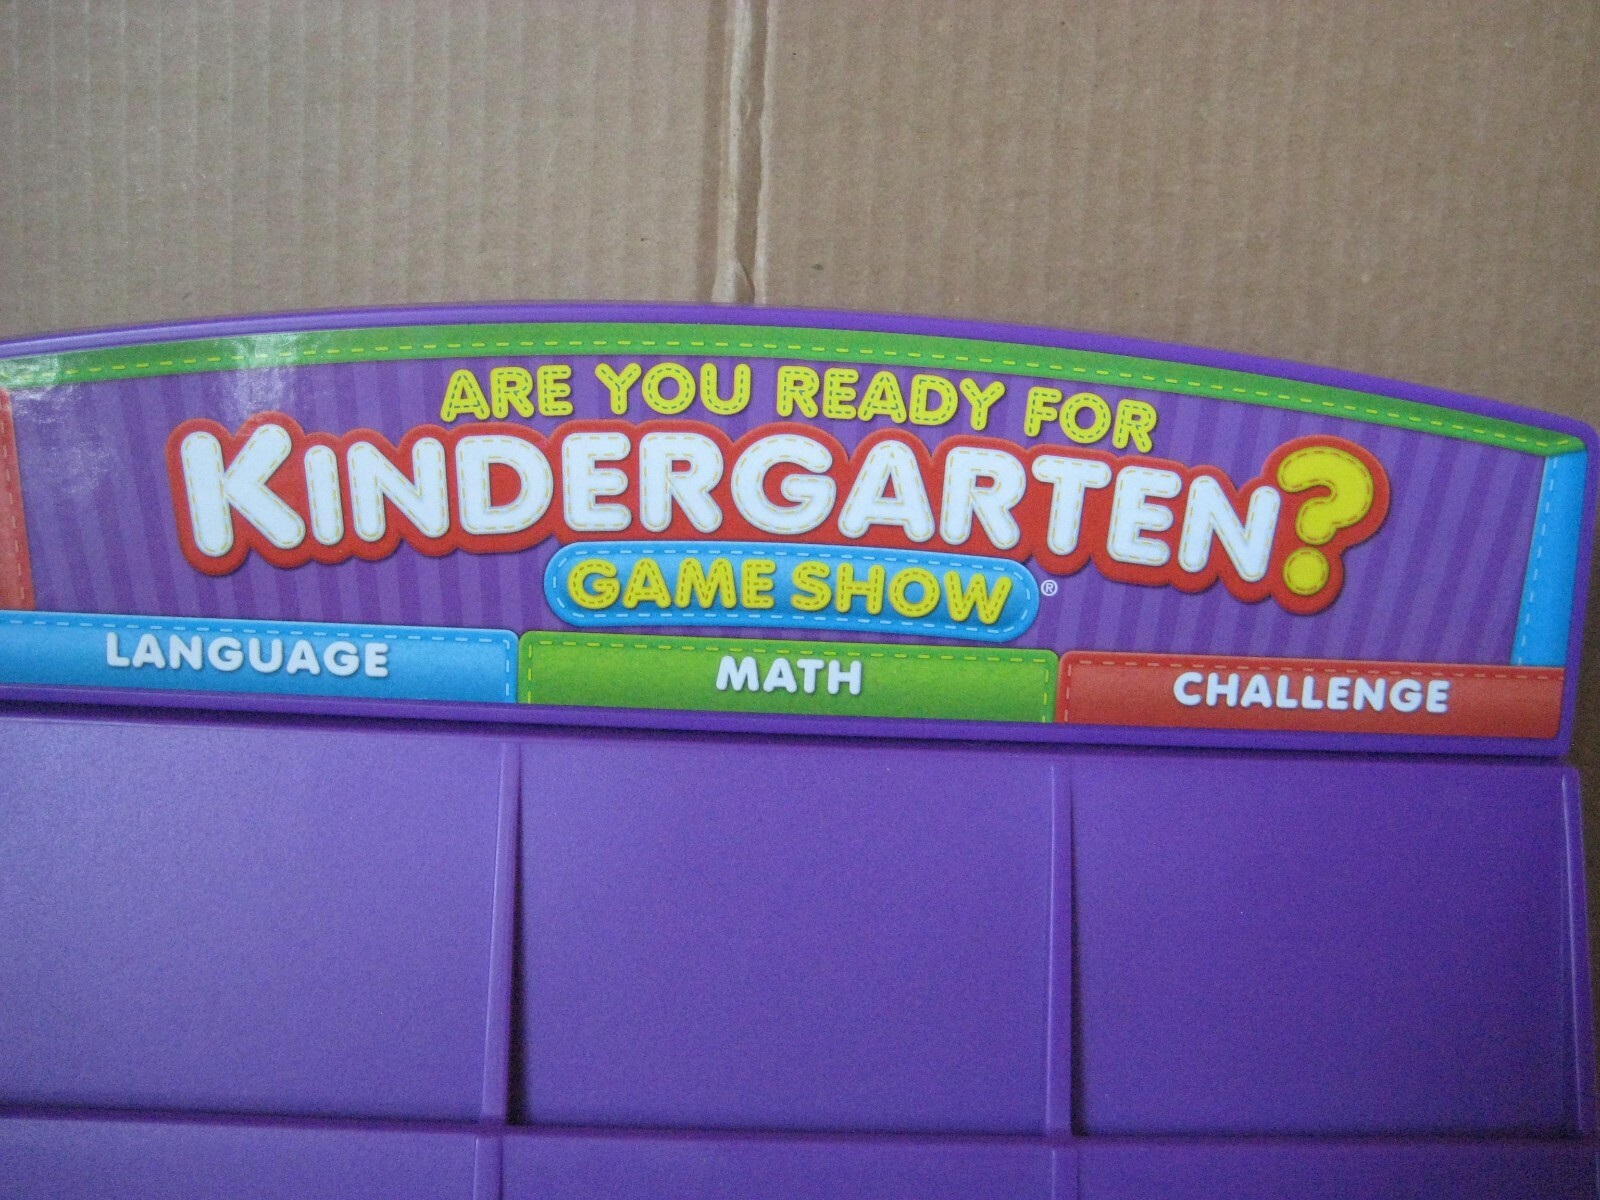 ARE YOU READY FOR
KINDERGARTEN?
GAME SHOW®
LANGUAGE
MATH
CHALLENGE